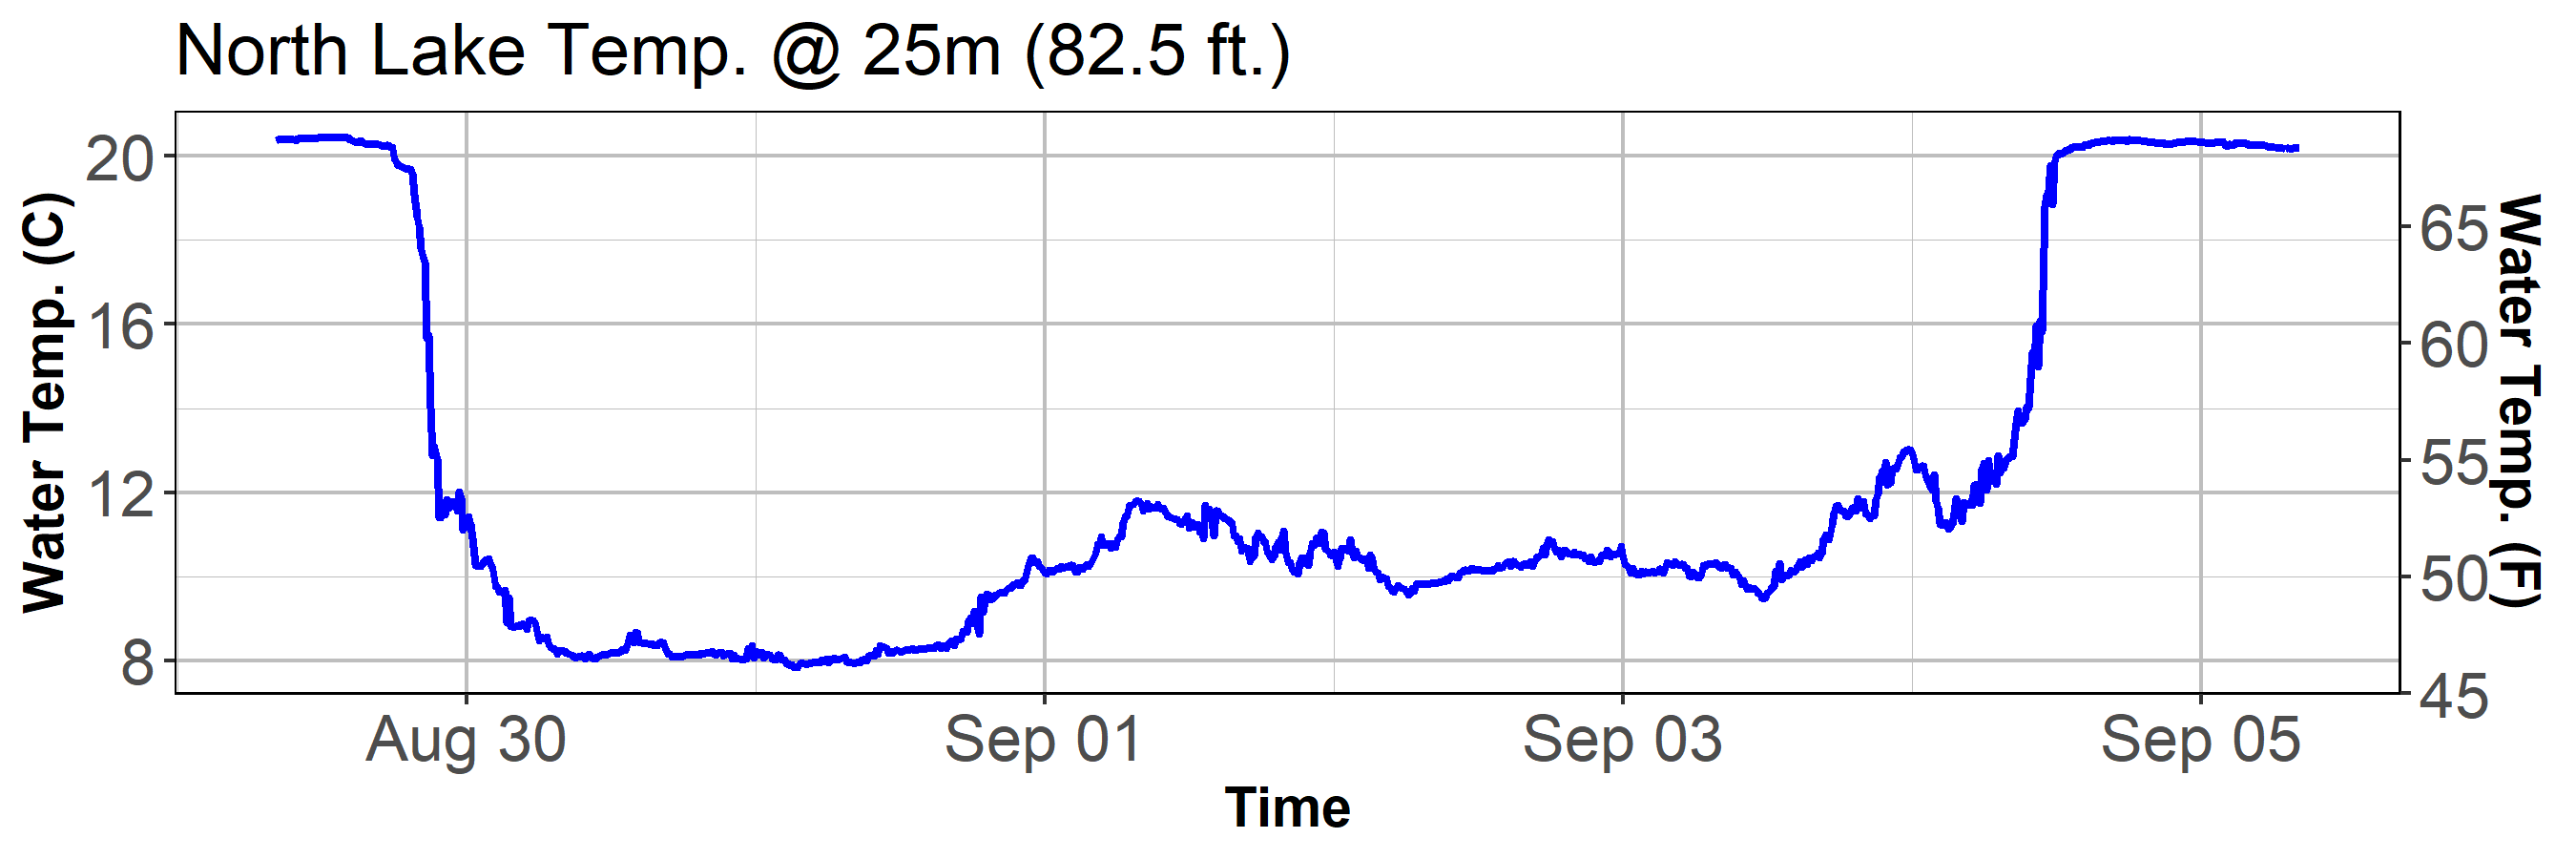 North Lake Temp. @ 25m (82.5 ft.)
Water Temp. (C)
20
16
12
8
65
60
55
50
45
Water Temp. (F)
Aug 30
Sep 01
Sep 03
Sep 05
Time